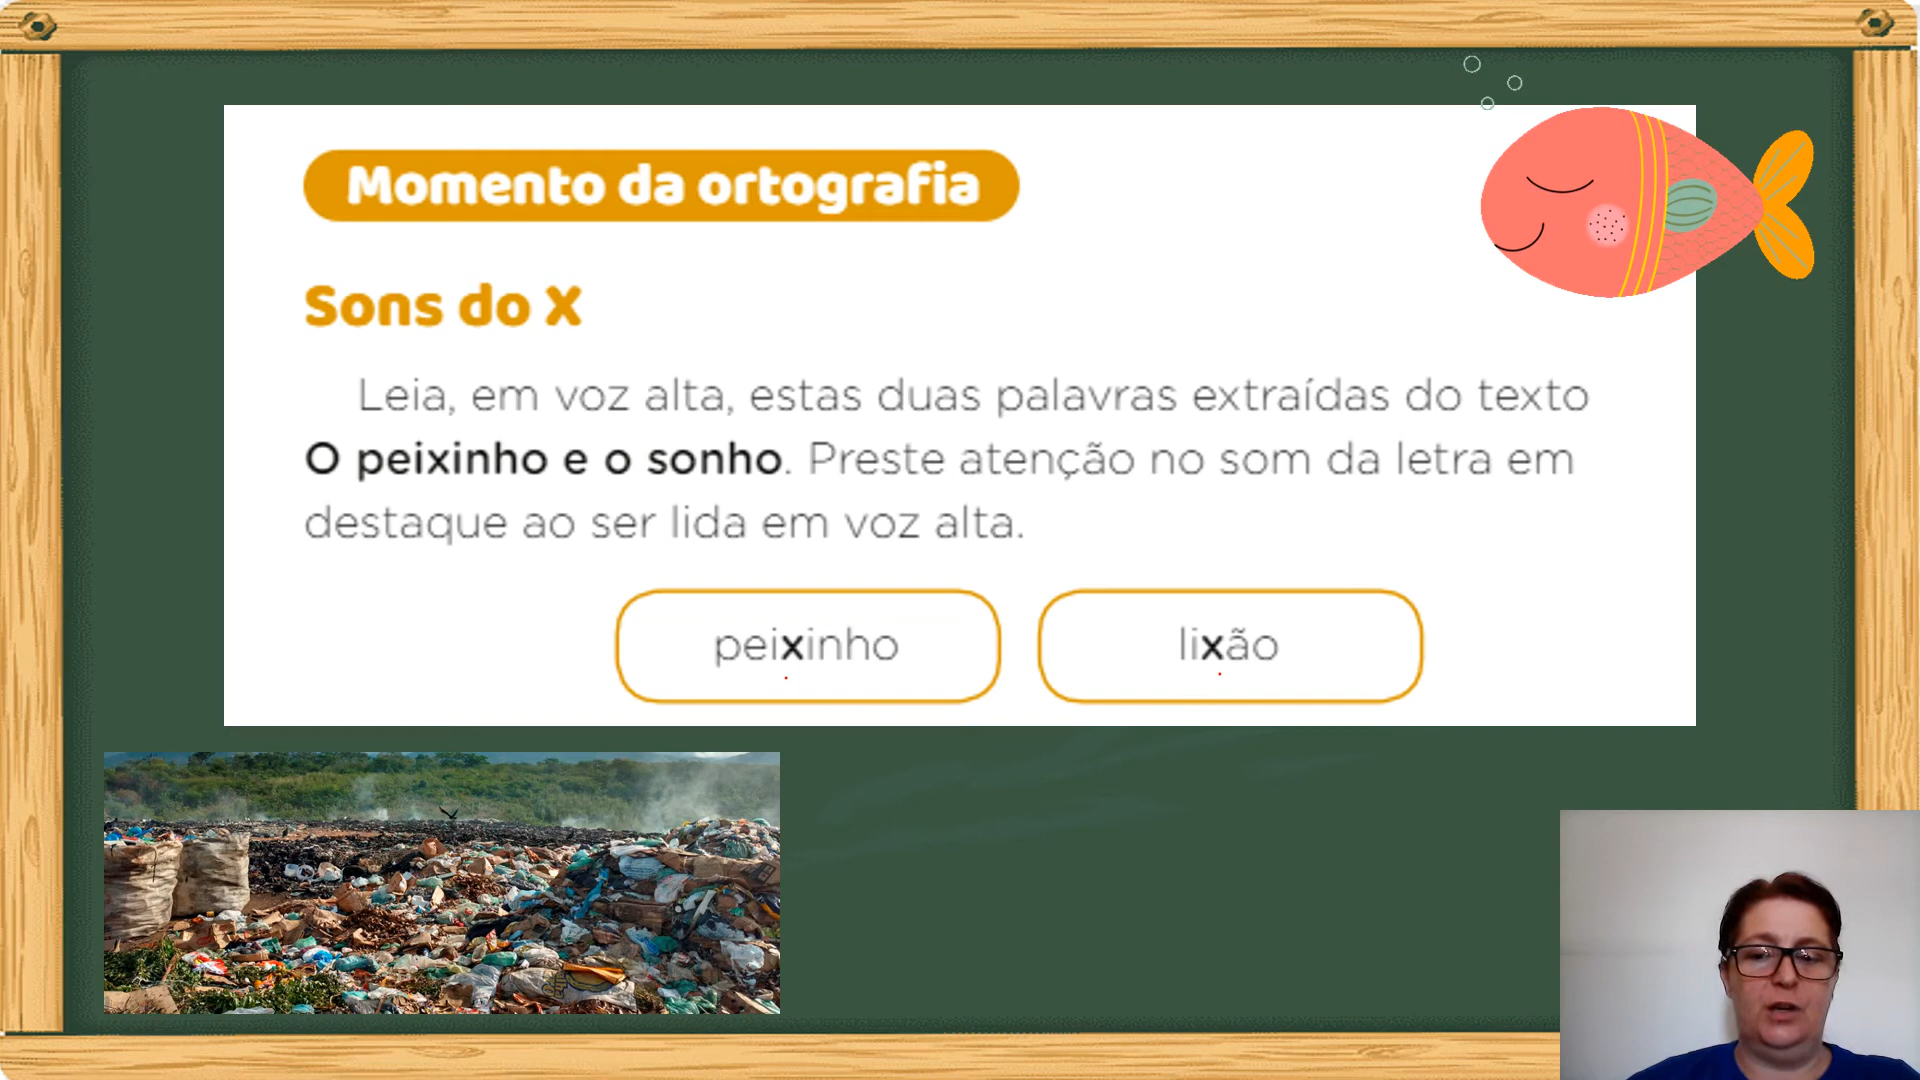 Momento da ortografia
Sons do X
Leia, em voz alta, estas duas palavras extraídas do texto
O peixinho e o sonho. Preste atenção no som da letra em
destaque ao ser lida em voz alta.
peixinho
lixão